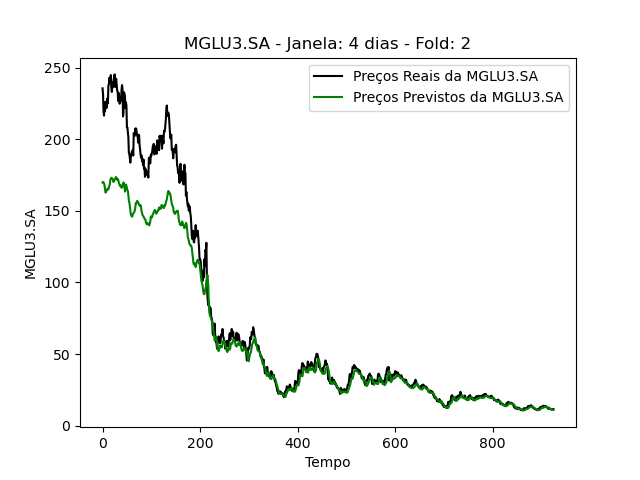 MGLU3.SA - Janela: 4 dias - Fold: 2
Preços Reais da MGLU3.SA
Preços Previstos da MGLU3.SA
MGLU3.SA
250
200
150
100
50
0
0 200 400 600 800
Tempo